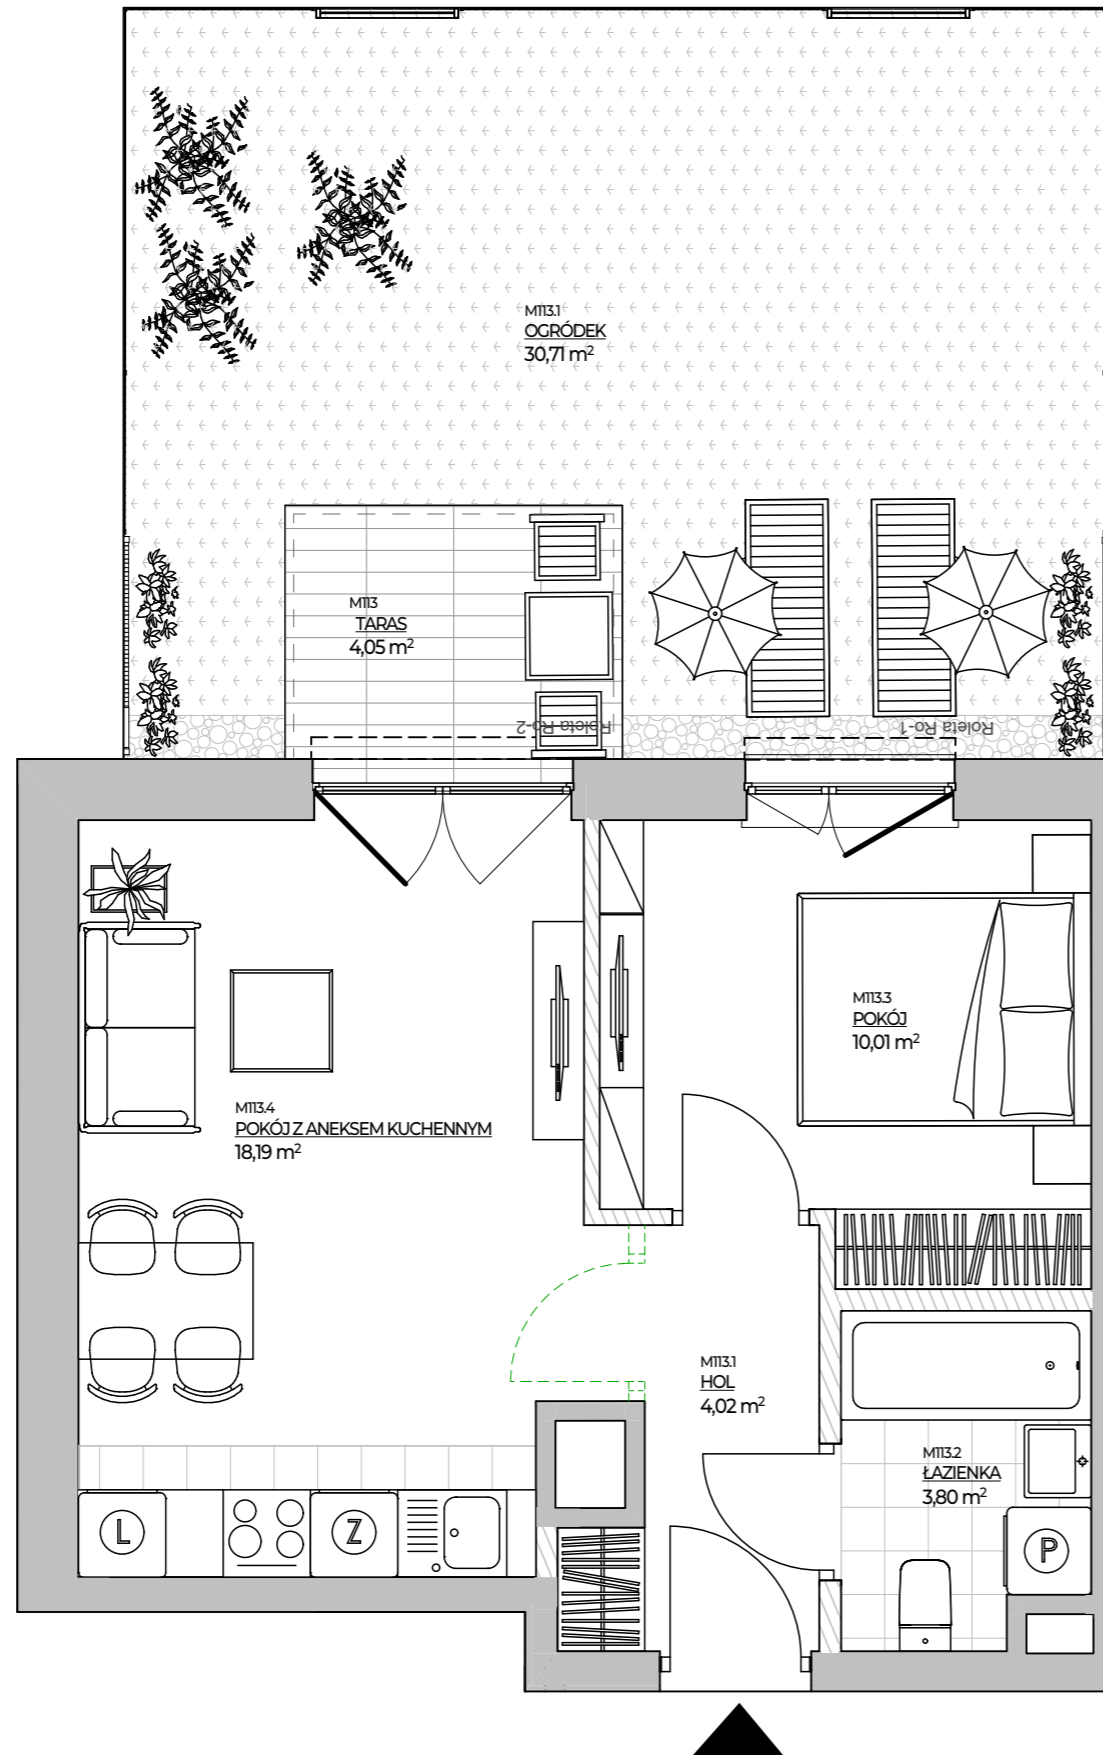 M113.1
OGRÓDEK
30,71 m²
M113
TARAS
4,05 m²
Roleta Ro-2
Roleta Ro-1
M113.3
POKÓJ
10,01 m²
M113.4
POKÓJ Z ANEKSEM KUCHENNYM
18,19 m²
M113.1
HOL
4,02 m²
M113.2
ŁAZIENKA
3,80 m²
L
Z
P